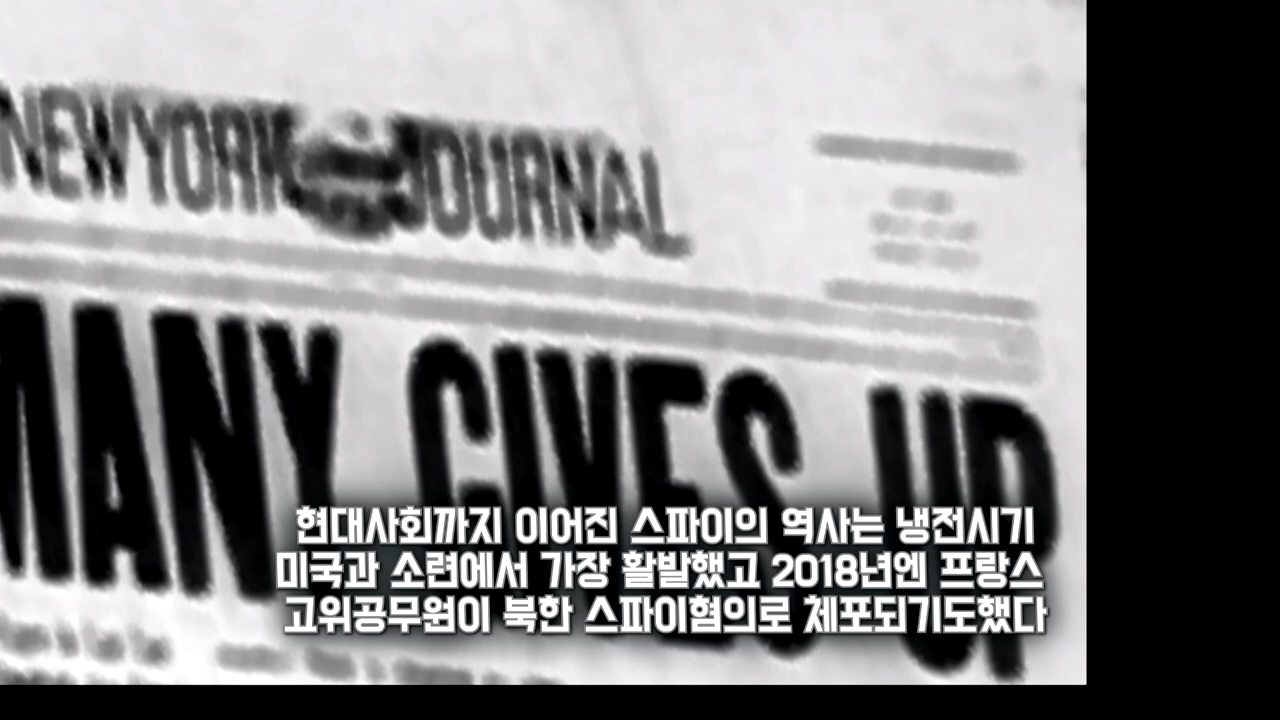 NEW YORK JOURNAL
MANY GIVES UP
현대사회까지 이어진 스파이의 역사는 냉전시기
미국과 소련에서 가장 활발했고 2018년엔 프랑스
고위공무원이 북한 스파이혐의로 체포되기도했다